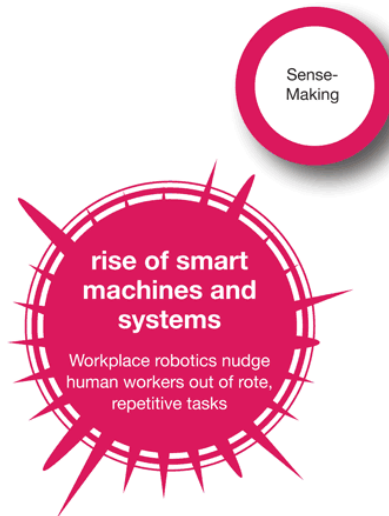 Sense-
Making
rise of smart
machines and
systems
Workplace robotics nudge
human workers out of rote,
repetitive tasks